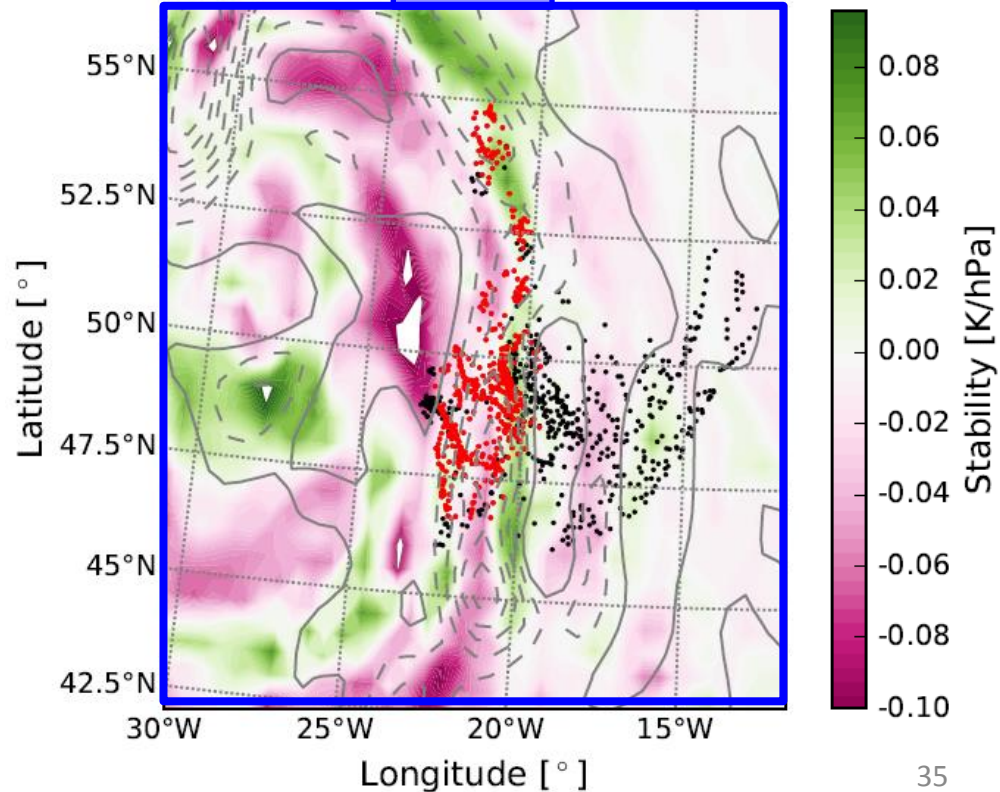 55°N
52.5°N
50°N
47.5°N
45°N
42.5°N
Latitude [°]
30°W 25°W 20°W 15°W
Longitude [°]
0.08
0.06
0.04
0.02
0.00
-0.02
-0.04
-0.06
-0.08
-0.10
Stability [K/hPa]
35